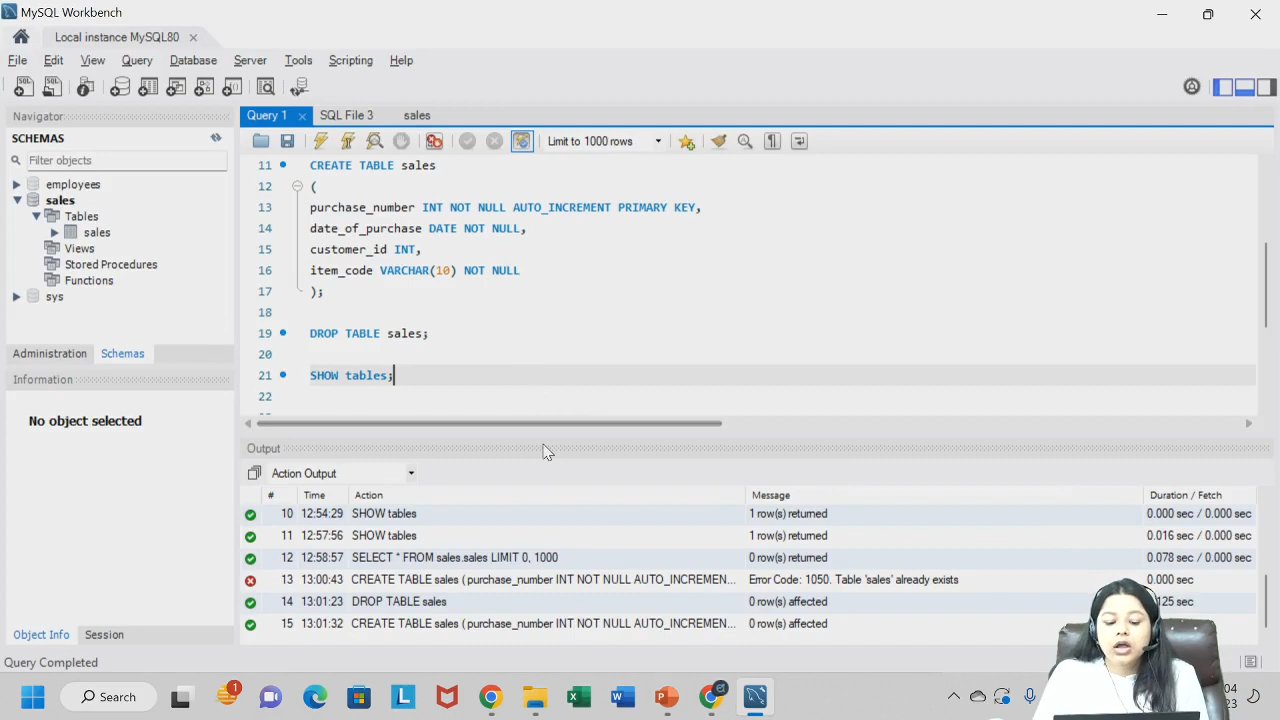 MySQL Workbench
Local instance MySQL80
File Edit View Query Database Server Tools Scripting Help
Navigator
SCHEMAS
Filter objects
employees
sales
Tables
sales
Views
Stored Procedures
Functions
sys
Administration Schemas
Information
No object selected
Object Info Session
Query Completed
Query 1 SQL File 3 sales
Limit to 1000 rows
11 CREATE TABLE sales
12 (
13 purchase_number INT NOT NULL AUTO_INCREMENT PRIMARY KEY,
14 date_of_purchase DATE NOT NULL,
15 customer_id INT,
16 item_code VARCHAR(10) NOT NULL
17 );
18
19 DROP TABLE sales;
20
21 SHOW tables;
22
Output
Action Output
# Time Action Message Duration / Fetch
10 12:54:29 SHOW tables 1 row(s) returned 0.000 sec / 0.000 sec
11 12:57:56 SHOW tables 1 row(s) returned 0.016 sec / 0.000 sec
12 12:58:57 SELECT * FROM sales.sales LIMIT 0, 1000 0 row(s) returned 0.078 sec / 0.000 sec
13 13:00:43 CREATE TABLE sales ( purchase_number INT NOT NULL AUTO_INCREMEN... Error Code: 1050. Table 'sales' already exists 0.000 sec
14 13:01:23 DROP TABLE sales 0 row(s) affected 125 sec
15 13:01:32 CREATE TABLE sales ( purchase_number INT NOT NULL AUTO_INCREMEN... 0 row(s) affected
Search
1
04